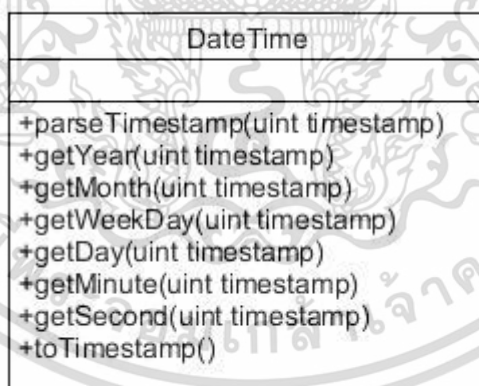 DateTime
+parseTimestamp(uint timestamp)
+getYear(uint timestamp)
+getMonth(uint timestamp)
+getWeekDay(uint timestamp)
+getDay(uint timestamp)
+getMinute(uint timestamp)
+getSecond(uint timestamp)
+toTimestamp()